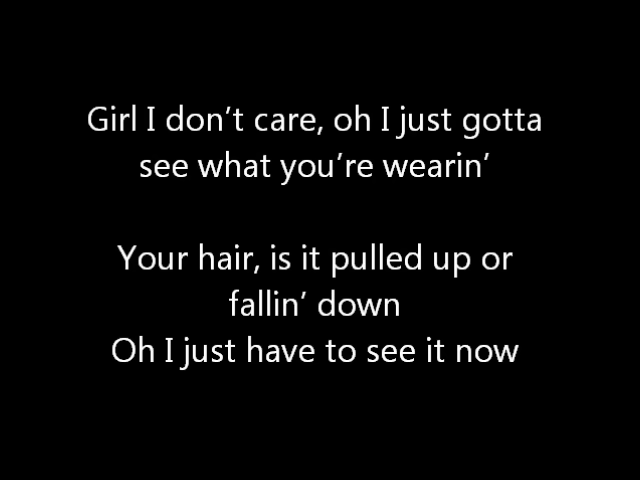 Girl I don’t care, oh I just gotta
see what you’re wearin’
Your hair, is it pulled up or
fallin’ down
Oh I just have to see it now